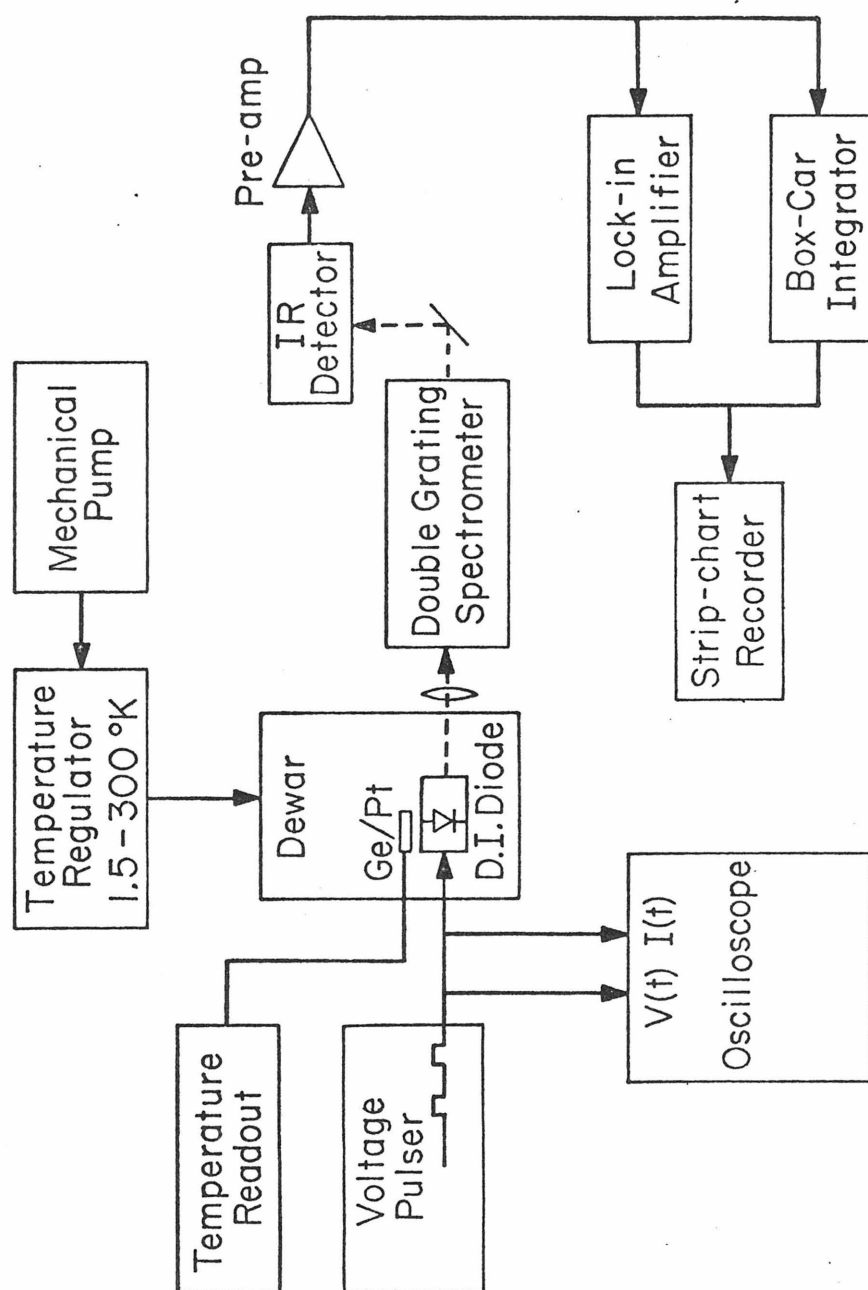 Temperature
Readout
Voltage
Pulser
V(t) I(t)
Oscilloscope
Temperature
Regulator
1.5-300 °K
Mechanical
Pump
Dewar
Ge/Pt
D.I. Diode
Double Grating
Spectrometer
IR
Detector
Pre-amp
Lock-in
Amplifier
Box-Car
Integrator
Strip-chart
Recorder